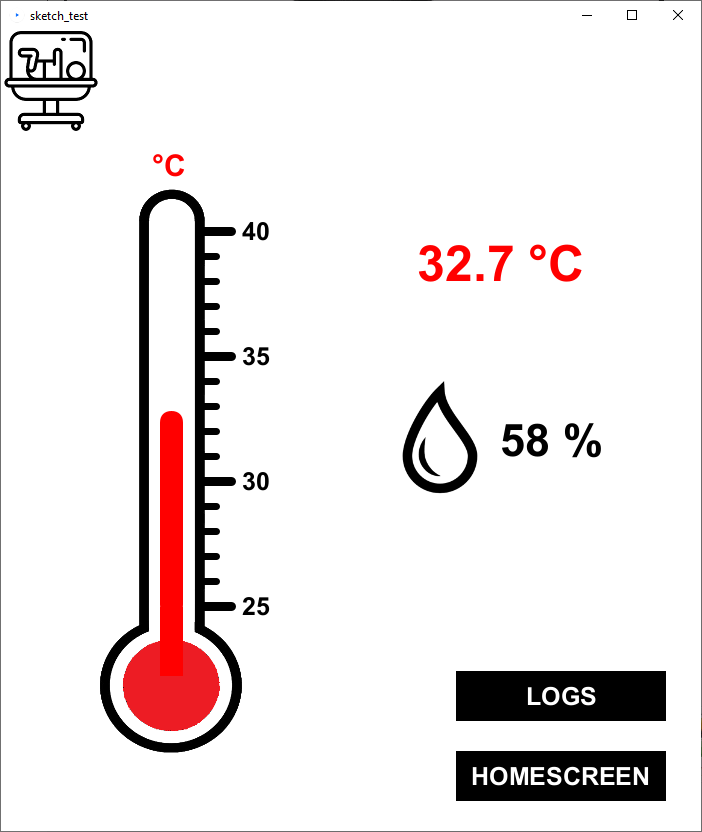 sketch_test
°C
40
32.7 °C
35
58 %
30
25
LOGS
HOMESCREEN